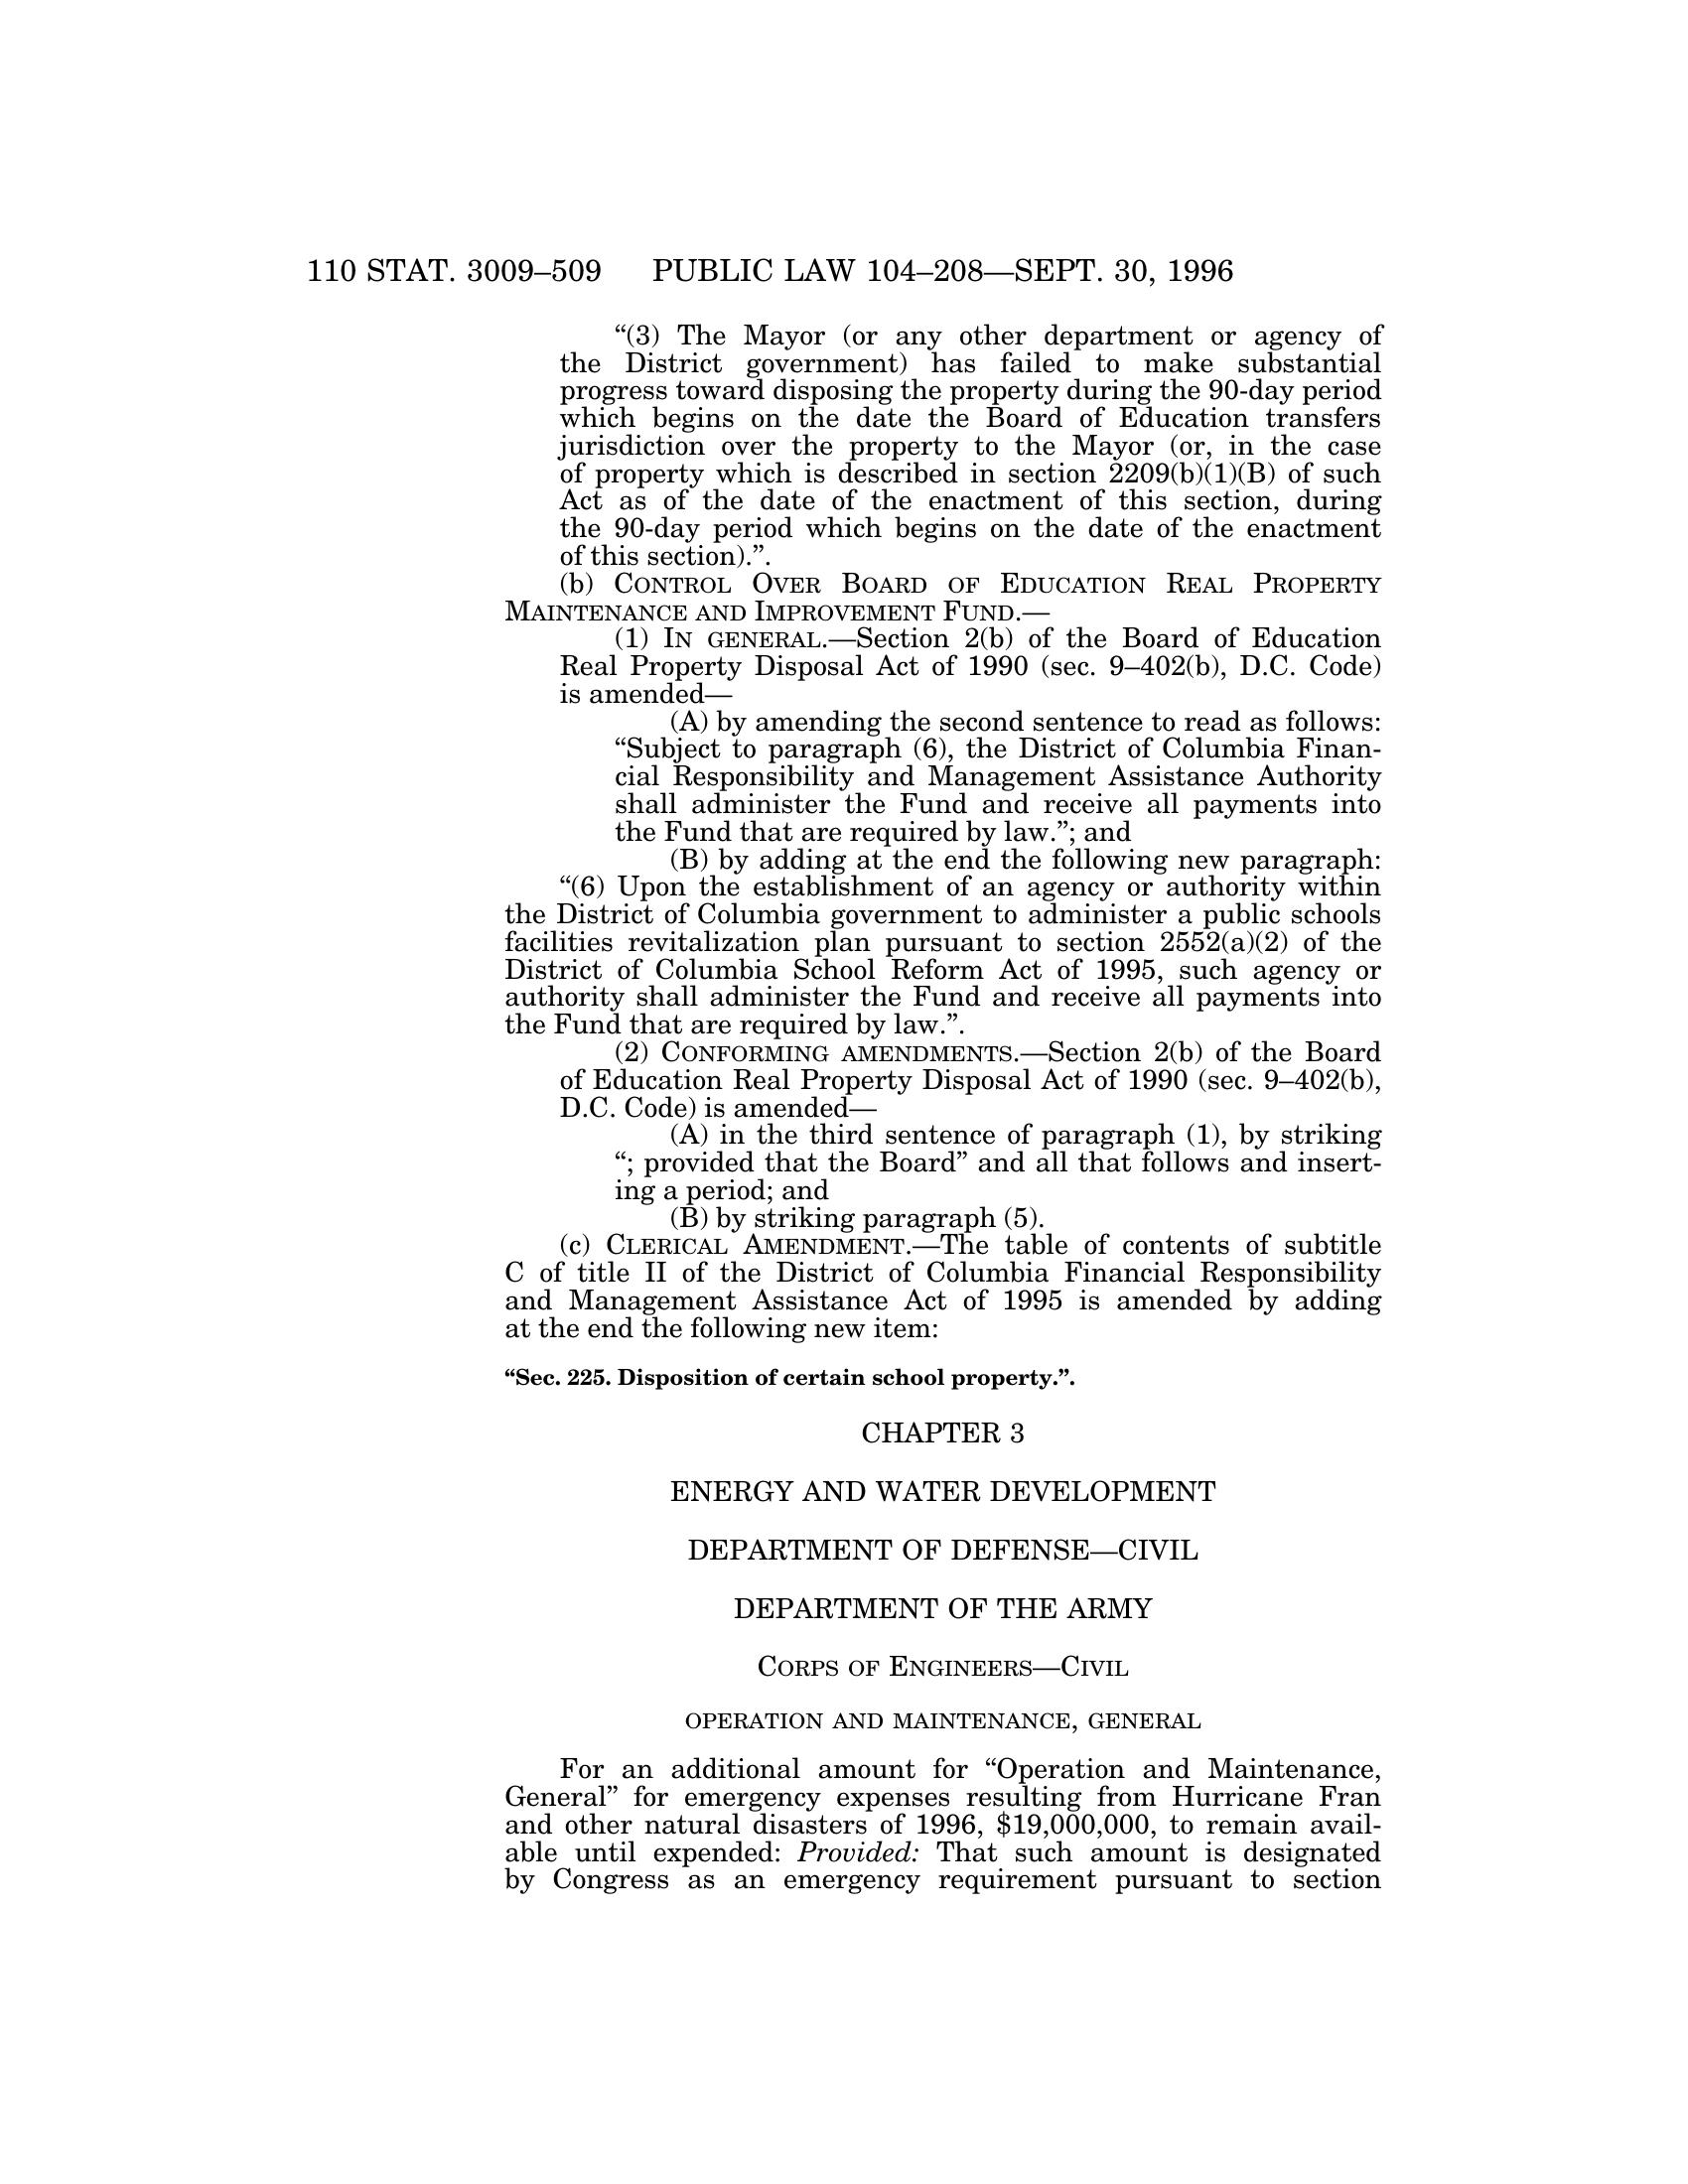 110 STAT. 3009–509 PUBLIC LAW 104–208—SEPT. 30, 1996
“(3) The Mayor (or any other department or agency of
the District government) has failed to make substantial
progress toward disposing the property during the 90-day period
which begins on the date the Board of Education transfers
jurisdiction over the property to the Mayor (or, in the case
of property which is described in section 2209(b)(1)(B) of such
Act as of the date of the enactment of this section, during
the 90-day period which begins on the date of the enactment
of this section).”.
(b) CONTROL OVER BOARD OF EDUCATION REAL PROPERTY
MAINTENANCE AND IMPROVEMENT FUND.—
(1) IN GENERAL.—Section 2(b) of the Board of Education
Real Property Disposal Act of 1990 (sec. 9–402(b), D.C. Code)
is amended—
(A) by amending the second sentence to read as follows:
“Subject to paragraph (6), the District of Columbia Finan-
cial Responsibility and Management Assistance Authority
shall administer the Fund and receive all payments into
the Fund that are required by law.”; and
(B) by adding at the end the following new paragraph:
“(6) Upon the establishment of an agency or authority within
the District of Columbia government to administer a public schools
facilities revitalization plan pursuant to section 2552(a)(2) of the
District of Columbia School Reform Act of 1995, such agency or
authority shall administer the Fund and receive all payments into
the Fund that are required by law.”.
(2) CONFORMING AMENDMENTS.—Section 2(b) of the Board
of Education Real Property Disposal Act of 1990 (sec. 9–402(b),
D.C. Code) is amended—
(A) in the third sentence of paragraph (1), by striking
“; provided that the Board” and all that follows and insert-
ing a period; and
(B) by striking paragraph (5).
(c) CLERICAL AMENDMENT.—The table of contents of subtitle
C of title II of the District of Columbia Financial Responsibility
and Management Assistance Act of 1995 is amended by adding
at the end the following new item:
“Sec. 225. Disposition of certain school property.”.
CHAPTER 3
ENERGY AND WATER DEVELOPMENT
DEPARTMENT OF DEFENSE—CIVIL
DEPARTMENT OF THE ARMY
CORPS OF ENGINEERS—CIVIL
OPERATION AND MAINTENANCE, GENERAL
For an additional amount for “Operation and Maintenance,
General” for emergency expenses resulting from Hurricane Fran
and other natural disasters of 1996, $19,000,000, to remain avail-
able until expended: Provided: That such amount is designated
by Congress as an emergency requirement pursuant to section